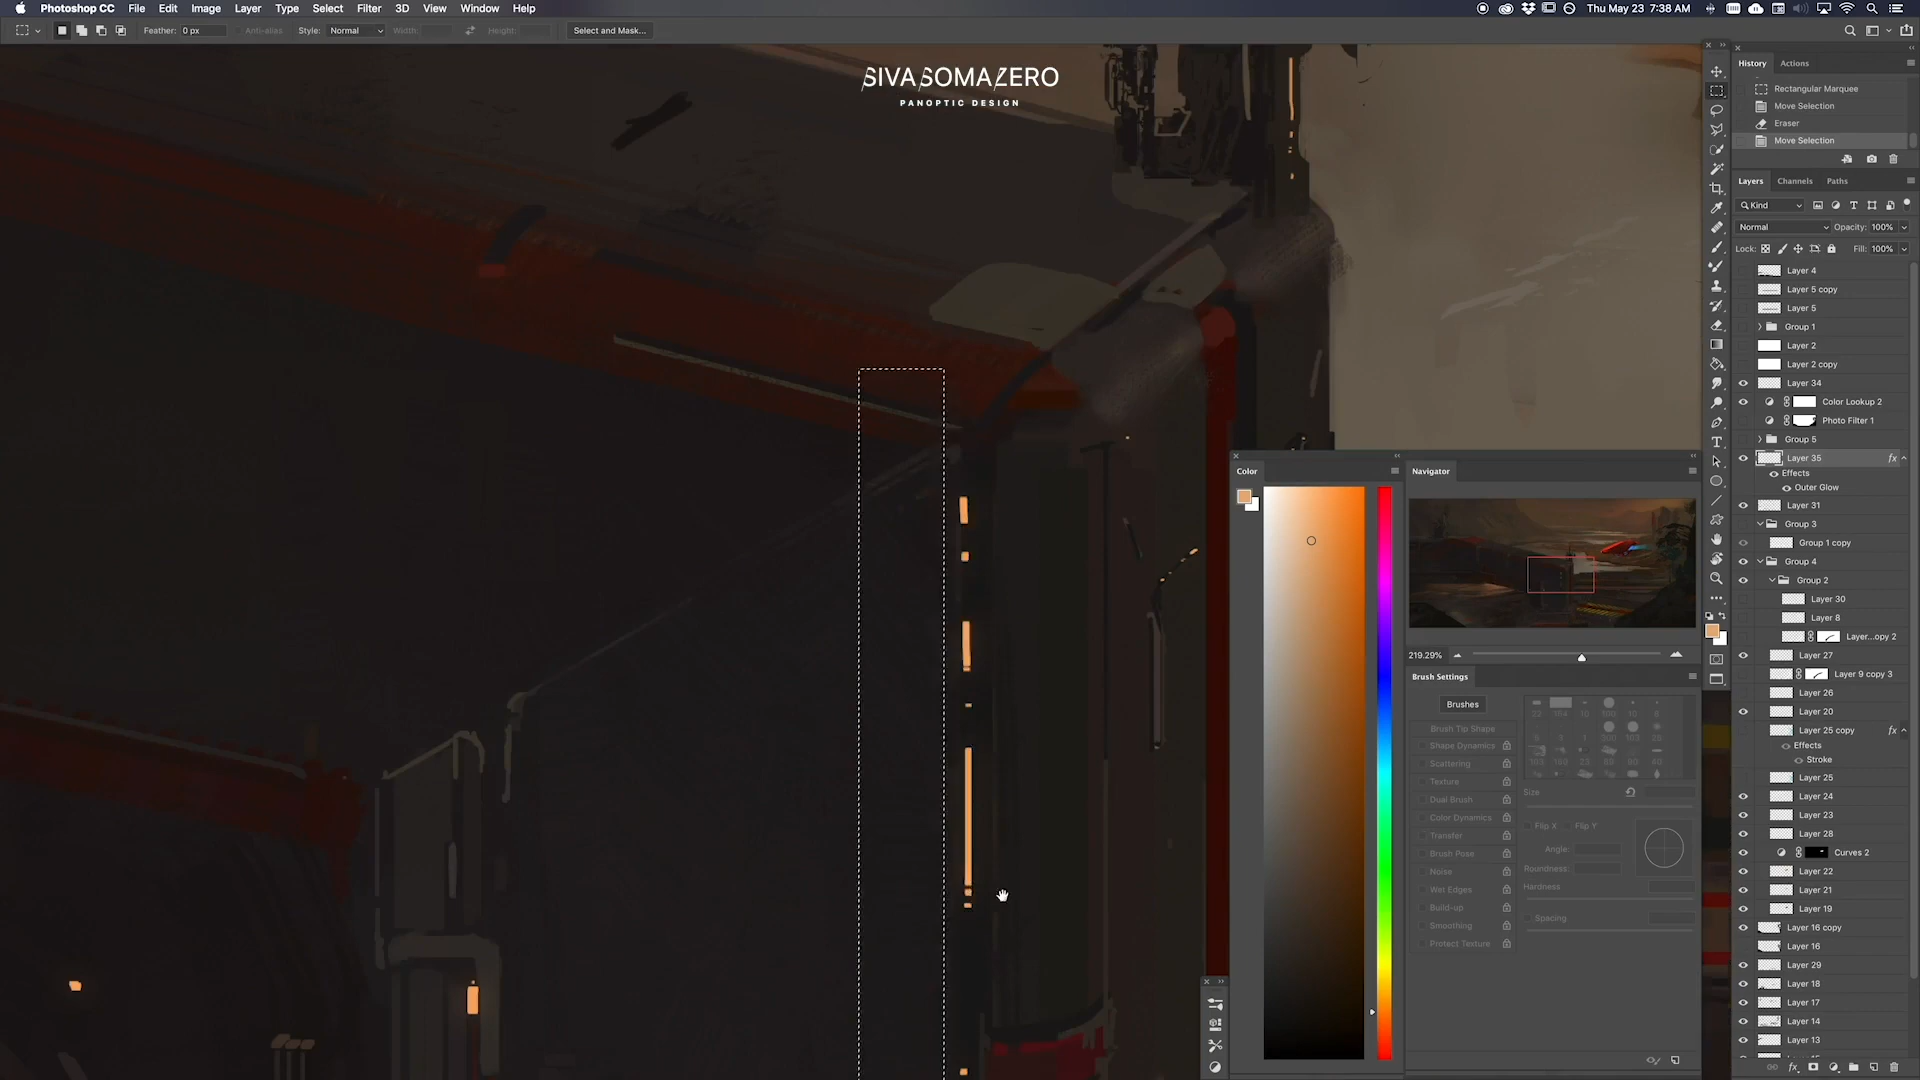 Photoshop CC File Edit Image Layer Type Select Filter 3D View Window Help
Thu May 23 7:38 AM
Feather: 0 px Anti-alias Style: Normal Width: Height: Select and Mask...
SIVA SOMAZERO
PANOPTIC DESIGN
History Actions
Rectangular Marquee
Move Selection
Eraser
Move Selection
Layers Channels Paths
Kind
Normal Opacity: 100%
Lock: Fill: 100%
Layer 4
Layer 5 copy
Layer 5
Group 1
Layer 2
Layer 2 copy
Layer 34
Color Lookup 2
Photo Filter 1
Group 5
Layer 35 fx
Effects
Outer Glow
Layer 31
Group 3
Group 1 copy
Group 4
Group 2
Layer 30
Layer 8
Layer...opy 2
Layer 27
Layer 9 copy 3
Layer 26
Layer 20
Layer 25 copy fx
Effects
Stroke
Layer 25
Layer 24
Layer 23
Layer 28
Curves 2
Layer 22
Layer 21
Layer 19
Layer 16 copy
Layer 16
Layer 29
Layer 18
Layer 17
Layer 14
Layer 13
Color
Navigator
219.29%
Brush Settings
Brushes
Brush Tip Shape
Shape Dynamics
Scattering
Texture
Dual Brush
Color Dynamics
Transfer
Brush Pose
Noise
Wet Edges
Build-up
Smoothing
Protect Texture
Size
Flip X Flip Y
Angle:
Roundness:
Hardness
Spacing